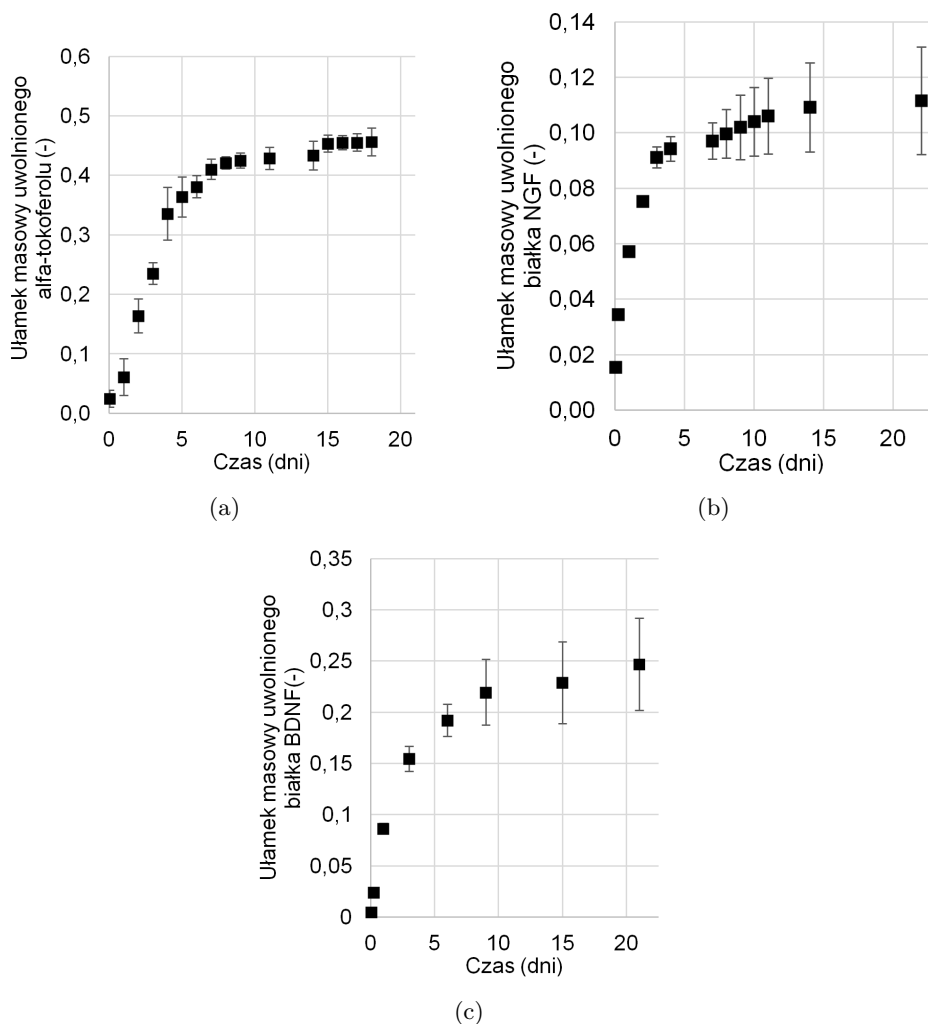 0,6
0,5
0,4
0,3
0,2
0,1
0,0
Ułamek masowy uwolnionego
alfa-tokoferolu (-)
0 5 10 15 20
Czas (dni)
(a)
0,14
0,12
0,10
0,08
0,06
0,04
0,02
0,00
Ułamek masowy uwolnionego
białka NGF (-)
0 5 10 15 20
Czas (dni)
(b)
0,35
0,3
0,25
0,2
0,15
0,1
0,05
0
Ułamek masowy uwolnionego
białka BDNF(-)
0 5 10 15 20
Czas (dni)
(c)